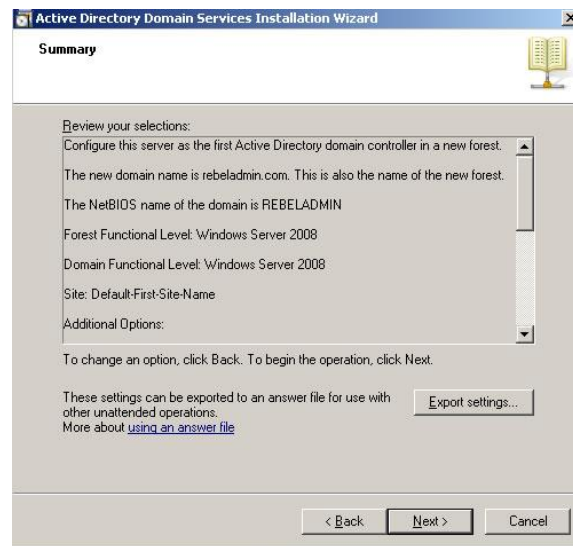 Active Directory Domain Services Installation Wizard
Summary
Review your selections:
Configure this server as the first Active Directory domain controller in a new forest.
The new domain name is rebeladmin.com. This is also the name of the new forest.
The NetBIOS name of the domain is REBELADMIN
Forest Functional Level: Windows Server 2008
Domain Functional Level: Windows Server 2008
Site: Default-First-Site-Name
Additional Options:
To change an option, click Back. To begin the operation, click Next.
These settings can be exported to an answer file for use with
other unattended operations.
More about using an answer file
Export settings...
< Back
Next >
Cancel